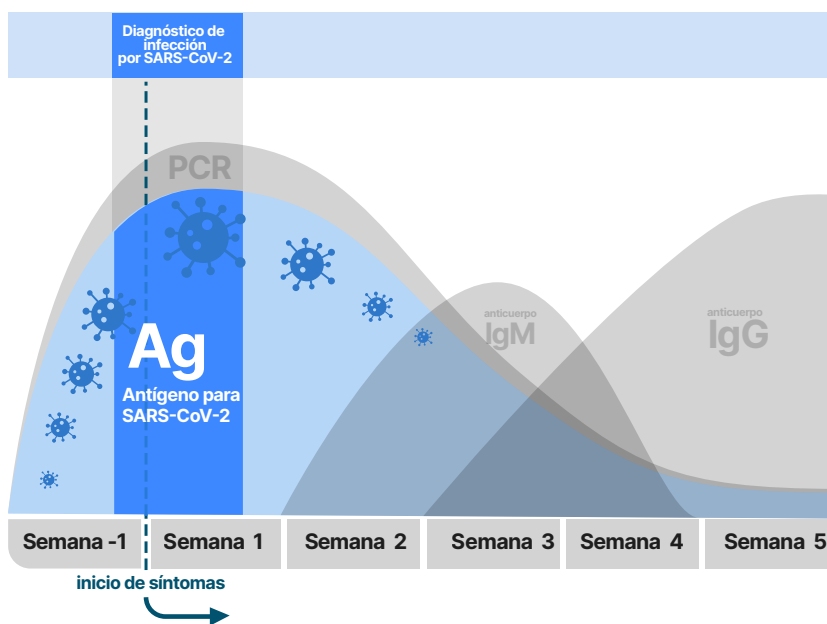 Diagnóstico de
infección
por SARS-CoV-2
PCR
Ag
Antígeno para
SARS-CoV-2
anticuerpo
IgM
anticuerpo
IgG
Semana -1
Semana 1
Semana 2
Semana 3
Semana 4
Semana 5
inicio de síntomas